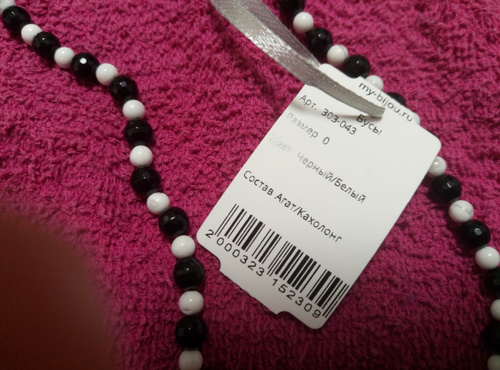 my-bijou.ru
Бусы
Арт. 303-043
Размер 0
Цвет Черный/Белый
Состав Агат/Кахолонг
2000323152309